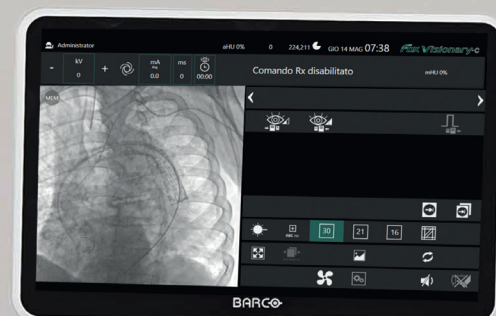 Administrator
aHU 0%
0
224,211
GIO 14 MAG 07:38
Fox Visionary-C
-
kV
0
+
mA
0.0
ms
0
00:00
Comando Rx disabilitato
mHU 0%
MEM
30
21
16
BARCO